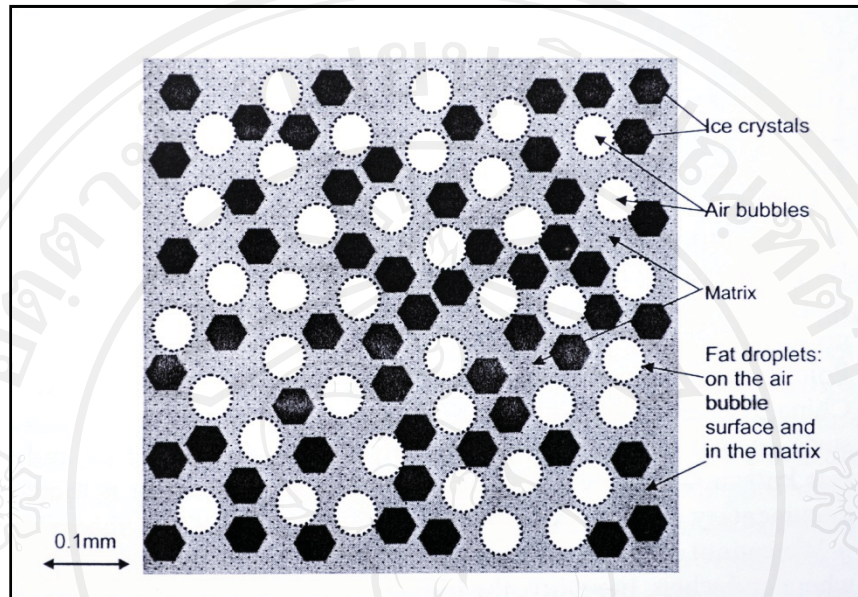 Ice crystals
Air bubbles
Matrix
Fat droplets:
on the air
bubble
surface and
in the matrix
0.1mm